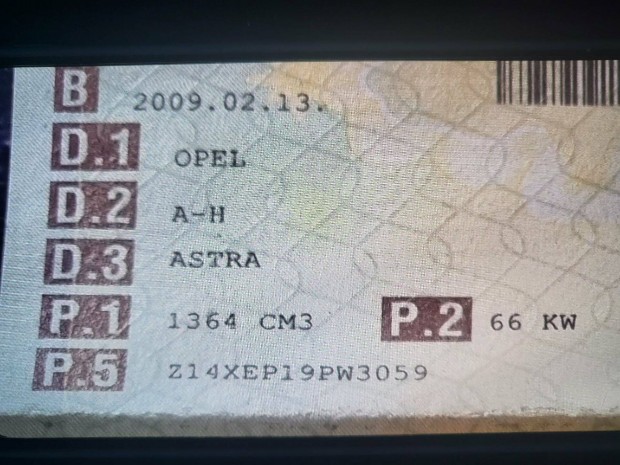 B 2009.02.13.
D.1 OPEL
D.2 A-H
D.3 ASTRA
P.1 1364 CM3 P.2 66 KW
P.5 Z14XEP19PW3059